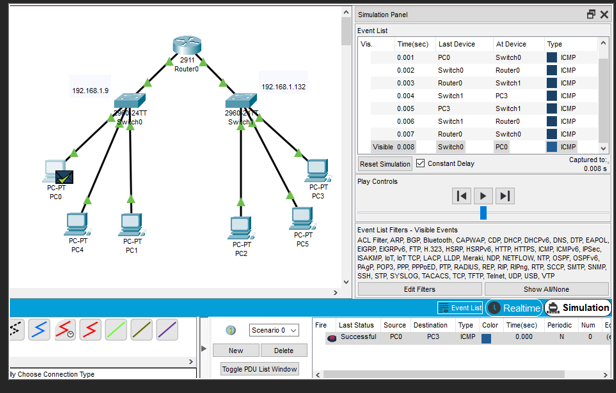 2911
Router0
192.168.1.9
192.168.1.132
2960-24TT
Switch0
2960-24TT
Switch1
PC-PT
PC0
PC-PT
PC4
PC-PT
PC1
PC-PT
PC2
PC-PT
PC5
PC-PT
PC3
Simulation Panel
Event List
Vis. Time(sec) Last Device At Device Type
0.001 PC0 Switch0 ICMP
0.002 Switch0 Router0 ICMP
0.003 Router0 Switch1 ICMP
0.004 Switch1 PC3 ICMP
0.005 PC3 Switch1 ICMP
0.006 Switch1 Router0 ICMP
0.007 Router0 Switch0 ICMP
Visible 0.008 Switch0 PC0 ICMP
Reset Simulation Constant Delay Captured to:
0.008 s
Play Controls
Event List Filters - Visible Events
ACL Filter, ARP, BGP, Bluetooth, CAPWAP, CDP, DHCP, DHCPv6, DNS, DTP, EAPOL,
EIGRP, EIGRPv6, FTP, H.323, HSRP, HSRPv6, HTTP, HTTPS, ICMP, ICMPv6, IPSec,
ISAKMP, IoT, IoT TCP, LACP, LLDP, Meraki, NDP, NETFLOW, NTP, OSPF, OSPFv6,
PAgP, POP3, PPP, PPPoED, PTP, RADIUS, REP, RIP, RIPng, RTP, SCCP, SMTP, SNMP,
SSH, STP, SYSLOG, TACACS, TCP, TFTP, Telnet, UDP, USB, VTP
Edit Filters Show All/None
Event List Realtime Simulation
Scenario 0
New Delete
Toggle PDU List Window
Fire Last Status Source Destination Type Color Time(sec) Periodic Num Ec
Successful PC0 PC3 ICMP 0.000 N 0 (e
ly Choose Connection Type